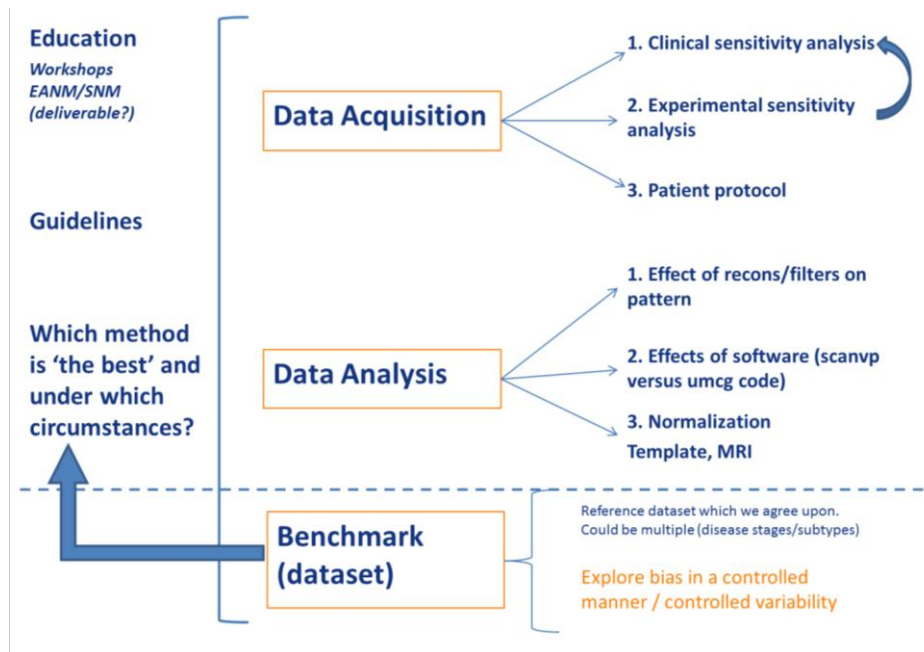 Education
Workshops
EANM/SNM
(deliverable?)
Guidelines
Which method
is ‘the best’ and
under which
circumstances?
Data Acquisition
1. Clinical sensitivity analysis
2. Experimental sensitivity
analysis
3. Patient protocol
Data Analysis
1. Effect of recons/filters on
pattern
2. Effects of software (scanvp
versus umcg code)
3. Normalization
Template, MRI
Benchmark
(dataset)
Reference dataset which we agree upon.
Could be multiple (disease stages/subtypes)
Explore bias in a controlled
manner / controlled variability